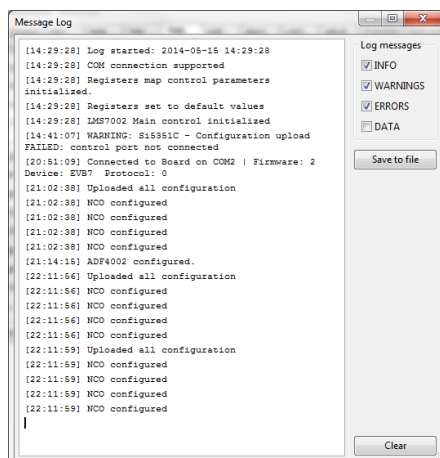 Message Log
[14:29:28] Log started: 2014-05-15 14:29:28
[14:29:28] COM connection supported
[14:29:28] Registers map control parameters
initialized.
[14:29:28] Registers set to default values
[14:29:28] LMS7002 Main control initialized
[14:41:07] WARNING: Si5351C - Configuration upload
FAILED: control port not connected
[20:51:09] Connected to Board on COM2 | Firmware: 2
Device: EVB7 Protocol: 0
[21:02:38] Uploaded all configuration
[21:02:38] NCO configured
[21:02:38] NCO configured
[21:02:38] NCO configured
[21:02:38] NCO configured
[21:14:15] ADF4002 configured.
[22:11:56] Uploaded all configuration
[22:11:56] NCO configured
[22:11:56] NCO configured
[22:11:56] NCO configured
[22:11:56] NCO configured
[22:11:59] Uploaded all configuration
[22:11:59] NCO configured
[22:11:59] NCO configured
[22:11:59] NCO configured
[22:11:59] NCO configured
Log messages
INFO
WARNINGS
ERRORS
DATA
Save to file
Clear